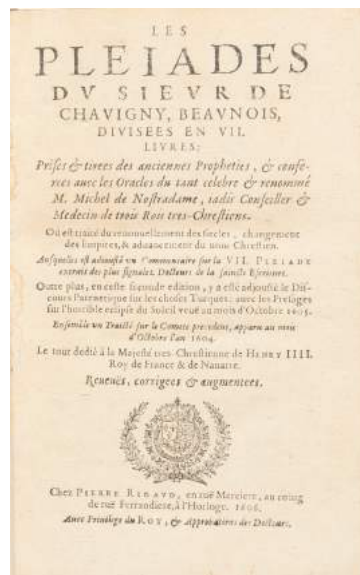 LES
PLEIADES
DV SIEVR DE
CHAVIGNY, BEAVNOIS,
DIVISEES EN VII.
LIVRES;
Prises & tirees des anciennes Propheties, & confe-
rees auec les Oracles du tant celebre & renommé
M. Michel de Nostradame, iadis Conseiller &
Medecin de trois Rois tres-Chrestiens.
Où est traicté du renouuellement des siecles, changement
des Empires, & aduancement du nom Chrestien.
Ausquelles est adiousté vn Commentaire sur la VII. PLEIADE
extraict des plus signalez Docteurs de la saincte Escriture.
Outre plus, en ceste seconde edition, y a esté adiousté le Dis-
cours Parenetique sur les choses Turques: auec les Presages
sur l'horrible eclipse du Soleil veuë au mois d'Octobre 1605.
Ensemble vn Traicté sur la Comete precedent, apparu au mois
d'Octobre l'an 1604.
Le tout dedié à la Majesté tres-Chrestienne de HENRY IIII.
Roy de France & de Nauarre.
Reueuës, corrigees & augmentees.
Chez PIERRE RIGAVD, en ruë Merciere, au coing
de ruë Ferrandiere, à l'Horloge. 1606.
Auec Priuilege du ROY, & Approbations des Docteurs.